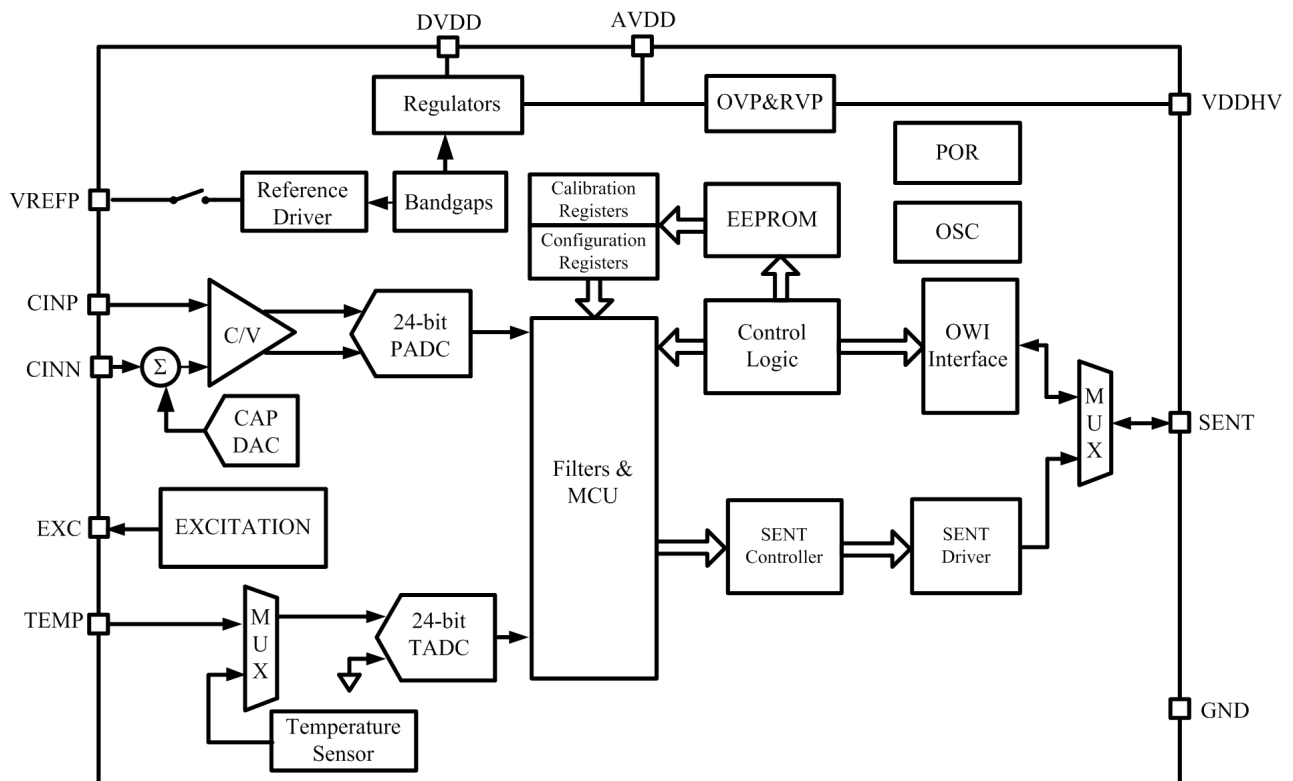 DVDD
AVDD
Regulators
OVP&RVP
VDDHV
POR
VREFP
Reference
Driver
Bandgaps
Calibration
Registers
Configuration
Registers
EEPROM
OSC
CINP
CINN
C/V
Σ
24-bit
PADC
CAP
DAC
Control
Logic
OWI
Interface
M
U
X
SENT
Filters &
MCU
EXC
EXCITATION
SENT
Controller
SENT
Driver
TEMP
M
U
X
24-bit
TADC
Temperature
Sensor
GND